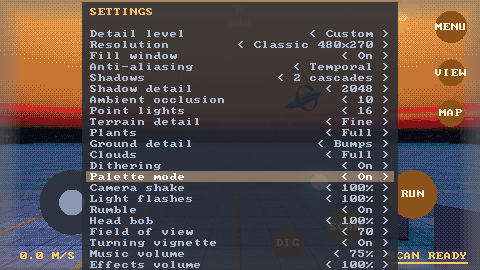 SETTINGS
Detail level < Custom >
Resolution < Classic 480x270 >
Fill window < On >
Anti-aliasing < Temporal >
Shadows < 2 cascades >
Shadow detail < 2048 >
Ambient occlusion < 10 >
Point lights < 16 >
Terrain detail < Fine >
Plants < Full >
Ground detail < Bumps >
Clouds < Full >
Dithering < On >
Palette mode < On >
Camera shake < 100% >
Light flashes < 100% >
Rumble < On >
Head bob < 100% >
Field of view < 70 >
Turning vignette < On >
Music volume < 75% >
Effects volume < 100% >
MENU
VIEW
MAP
RUN
DIG
0.0 M/S
CAN READY